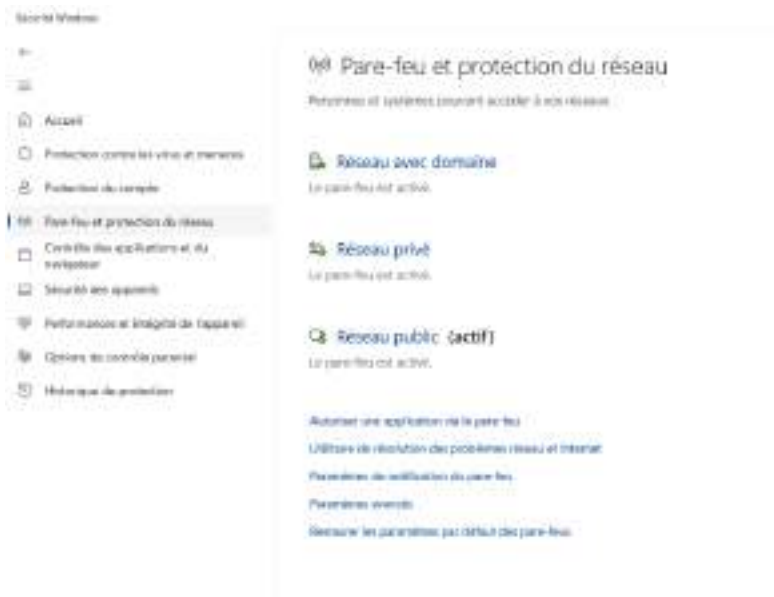 Sécurité Windows
Accueil
Protection contre les virus et menaces
Protection du compte
Pare-feu et protection du réseau
Contrôle des applications et du
navigateur
Sécurité des appareils
Performances et intégrité de l'appareil
Options de contrôle parental
Historique de protection
Pare-feu et protection du réseau
Personnes et systèmes pouvant accéder à vos réseaux
Réseau avec domaine
Le pare-feu est activé.
Réseau privé
Le pare-feu est activé.
Réseau public (actif)
Le pare-feu est activé.
Autoriser une application via le pare-feu
Utilitaire de résolution des problèmes réseau et Internet
Paramètres de notification du pare-feu
Paramètres avancés
Restaurer les paramètres par défaut des pare-feux